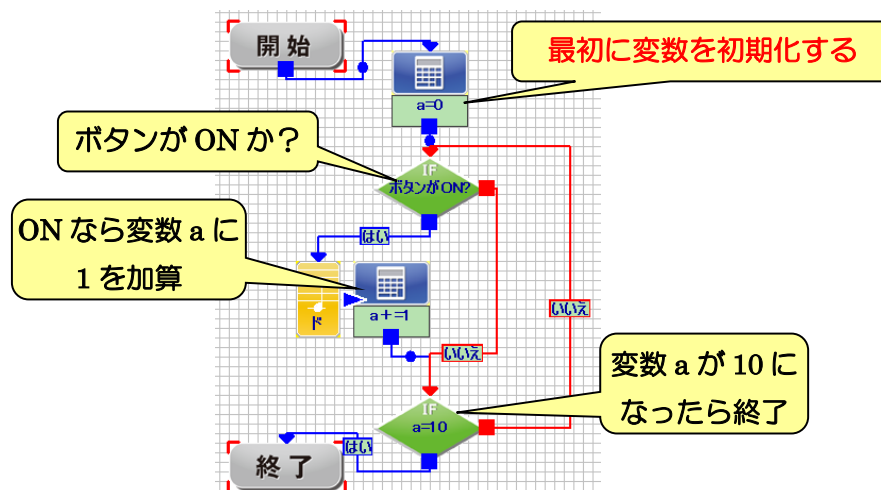 開始
最初に変数を初期化する
a=0
ボタンが ON か？
IF
ボタンがON?
ON なら変数 a に
1 を加算
はい
ド
a+=1
いいえ
いいえ
変数 a が 10 に
なったら終了
IF
a=10
はい
終了